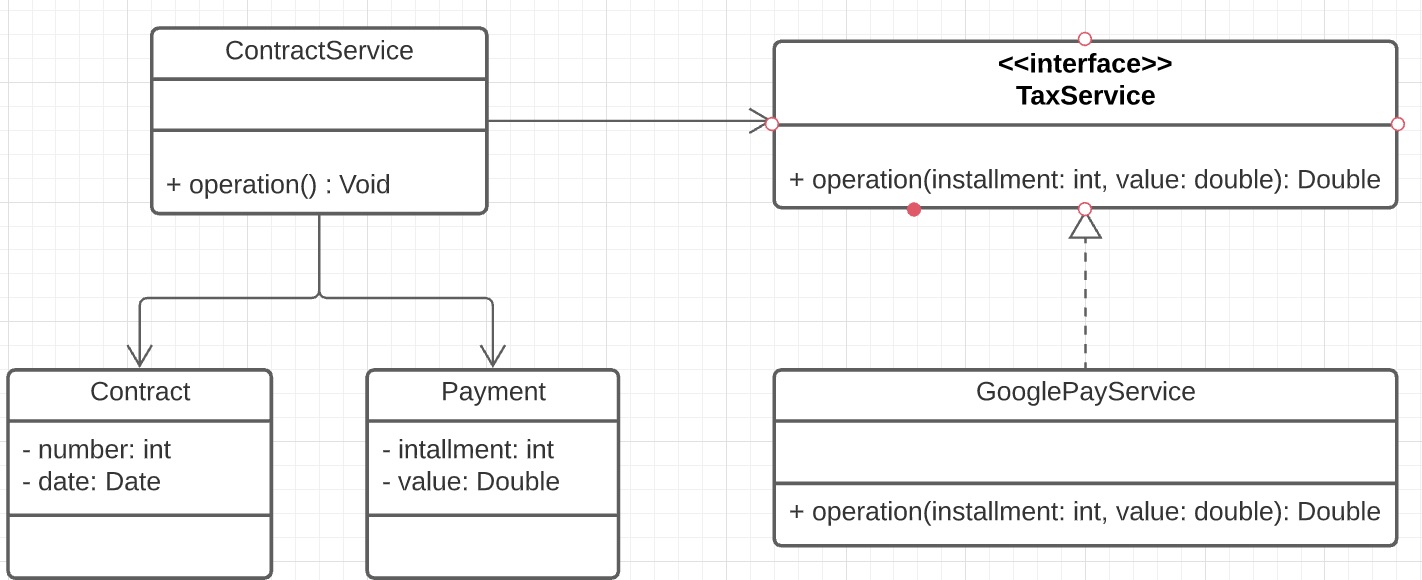 ContractService
+ operation() : Void
<<interface>>
TaxService
+ operation(installment: int, value: double): Double
Contract
- number: int
- date: Date
Payment
- intallment: int
- value: Double
GooglePayService
+ operation(installment: int, value: double): Double